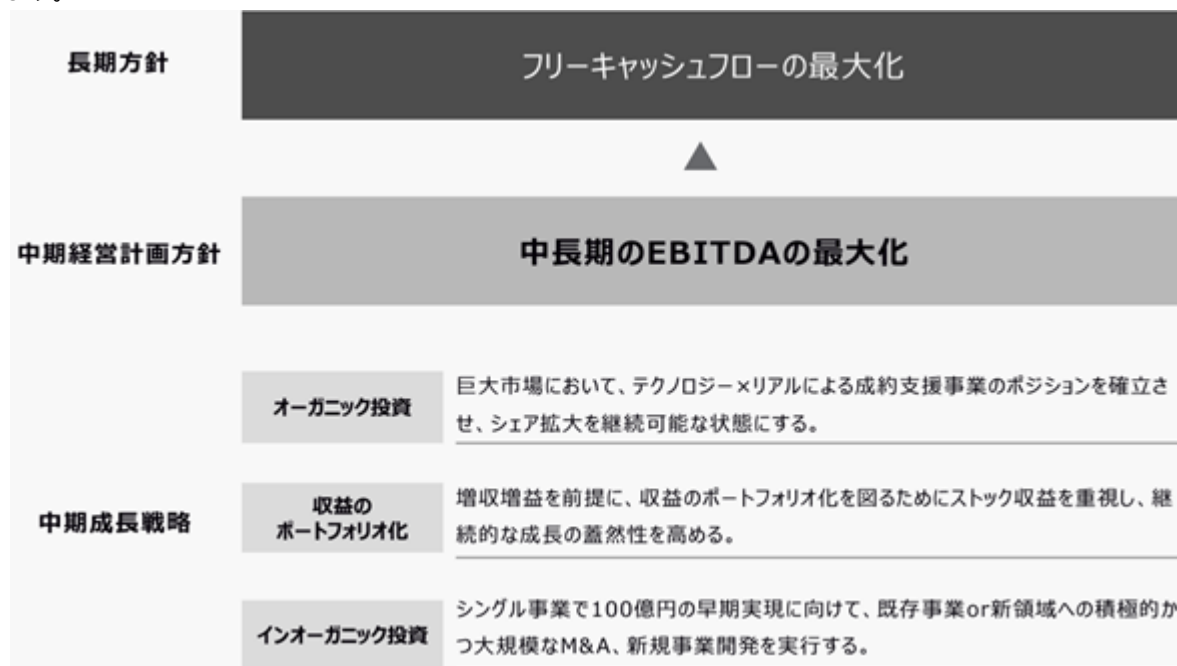 長期方針
フリーキャッシュフローの最大化
▲
中期経営計画方針
中長期のEBITDAの最大化
中期成長戦略
オーガニック投資
巨大市場において、テクノロジー×リアルによる成約支援事業のポジションを確立さ
せ、シェア拡大を継続可能な状態にする。
収益の
ポートフォリオ化
増収増益を前提に、収益のポートフォリオ化を図るためにストック収益を重視し、継
続的な成長の蓋然性を高める。
インオーガニック投資
シングル事業で100億円の早期実現に向けて、既存事業or新領域への積極的か
つ大規模なM&A、新規事業開発を実行する。